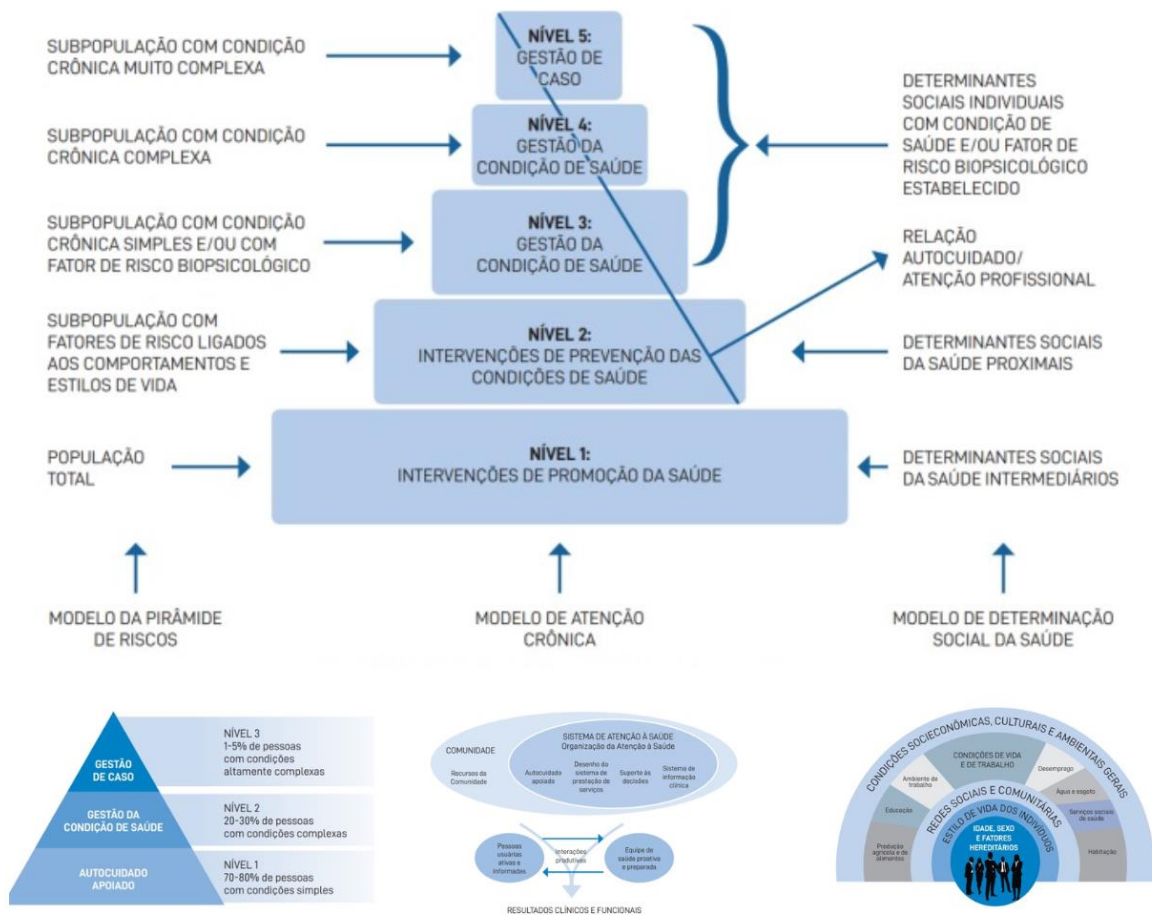 SUBPOPULAÇÃO COM CONDIÇÃO
CRÔNICA MUITO COMPLEXA
SUBPOPULAÇÃO COM CONDIÇÃO
CRÔNICA COMPLEXA
SUBPOPULAÇÃO COM CONDIÇÃO
CRÔNICA SIMPLES E/OU COM
FATOR DE RISCO BIOPSICOLÓGICO
SUBPOPULAÇÃO COM
FATORES DE RISCO LIGADOS
AOS COMPORTAMENTOS E
ESTILOS DE VIDA
POPULAÇÃO
TOTAL
NÍVEL 5:
GESTÃO DE
CASO
NÍVEL 4:
GESTÃO DA
CONDIÇÃO DE SAÚDE
NÍVEL 3:
GESTÃO DA
CONDIÇÃO DE SAÚDE
NÍVEL 2:
INTERVENÇÕES DE PREVENÇÃO DAS
CONDIÇÕES DE SAÚDE
NÍVEL 1:
INTERVENÇÕES DE PROMOÇÃO DA SAÚDE
DETERMINANTES
SOCIAIS INDIVIDUAIS
COM CONDIÇÃO DE
SAÚDE E/OU FATOR DE
RISCO BIOPSICOLÓGICO
ESTABELECIDO
RELAÇÃO
AUTOCUIDADO/
ATENÇÃO PROFISSIONAL
DETERMINANTES SOCIAIS
DA SAÚDE PROXIMAIS
DETERMINANTES SOCIAIS
DA SAÚDE INTERMEDIÁRIOS
MODELO DA PIRÂMIDE
DE RISCOS
MODELO DE ATENÇÃO
CRÔNICA
MODELO DE DETERMINAÇÃO
SOCIAL DA SAÚDE
GESTÃO
DE CASO
NÍVEL 3
1-5% de pessoas
com condições
altamente complexas
GESTÃO DA
CONDIÇÃO DE SAÚDE
NÍVEL 2
20-30% de pessoas
com condições complexas
AUTOCUIDADO
APOIADO
NÍVEL 1
70-80% de pessoas
com condições simples
COMUNIDADE
Recursos da
Comunidade
SISTEMA DE ATENÇÃO À SAÚDE
Organização da Atenção à Saúde
Autocuidado
apoiado
Desenho do
sistema de
prestação de
serviços
Suporte às
decisões
Sistema de
informação
clínica
Pessoas
usuárias
ativas e
informadas
Interações
produtivas
Equipe de
saúde proativa e
preparada
RESULTADOS CLÍNICOS E FUNCIONAIS
CONDIÇÕES SOCIOECONÔMICAS, CULTURAIS E AMBIENTAIS GERAIS
CONDIÇÕES DE VIDA
E DE TRABALHO
Ambiente de
trabalho
Desemprego
Educação
Água e esgoto
Serviços sociais
de saúde
Produção
agrícola e de
alimentos
Habitação
REDES SOCIAIS E COMUNITÁRIAS
ESTILO DE VIDA DOS INDIVÍDUOS
IDADE, SEXO
E FATORES
HEREDITÁRIOS